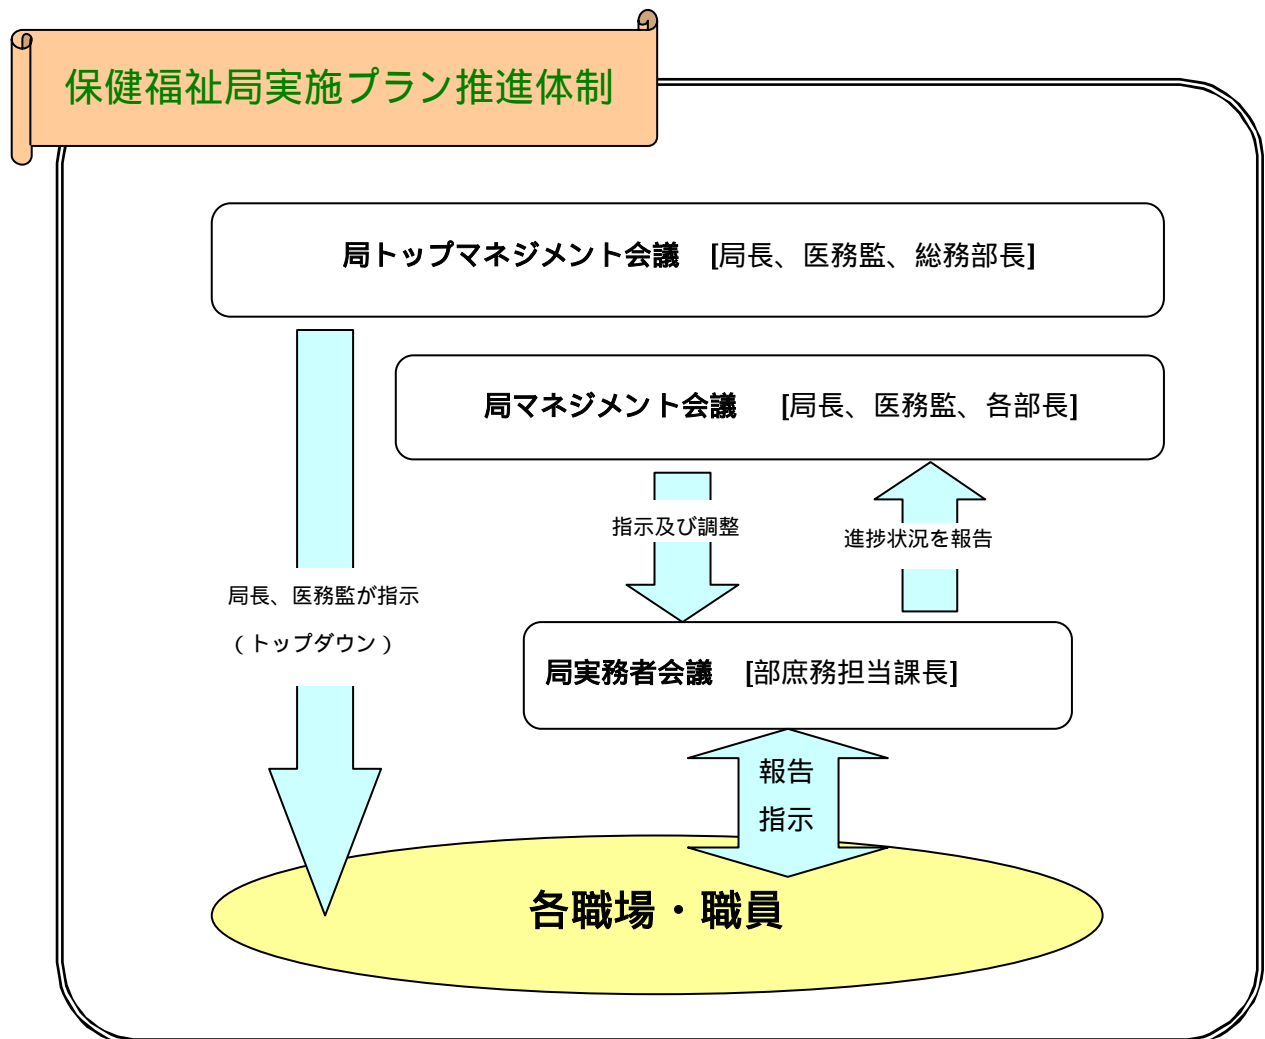 保健福祉局実施プラン推進体制
局トップマネジメント会議　[局長、医務監、総務部長]
局マネジメント会議　[局長、医務監、各部長]
指示及び調整
進捗状況を報告
局長、医務監が指示
（トップダウン）
局実務者会議　[部庶務担当課長]
報告
指示
各職場・職員